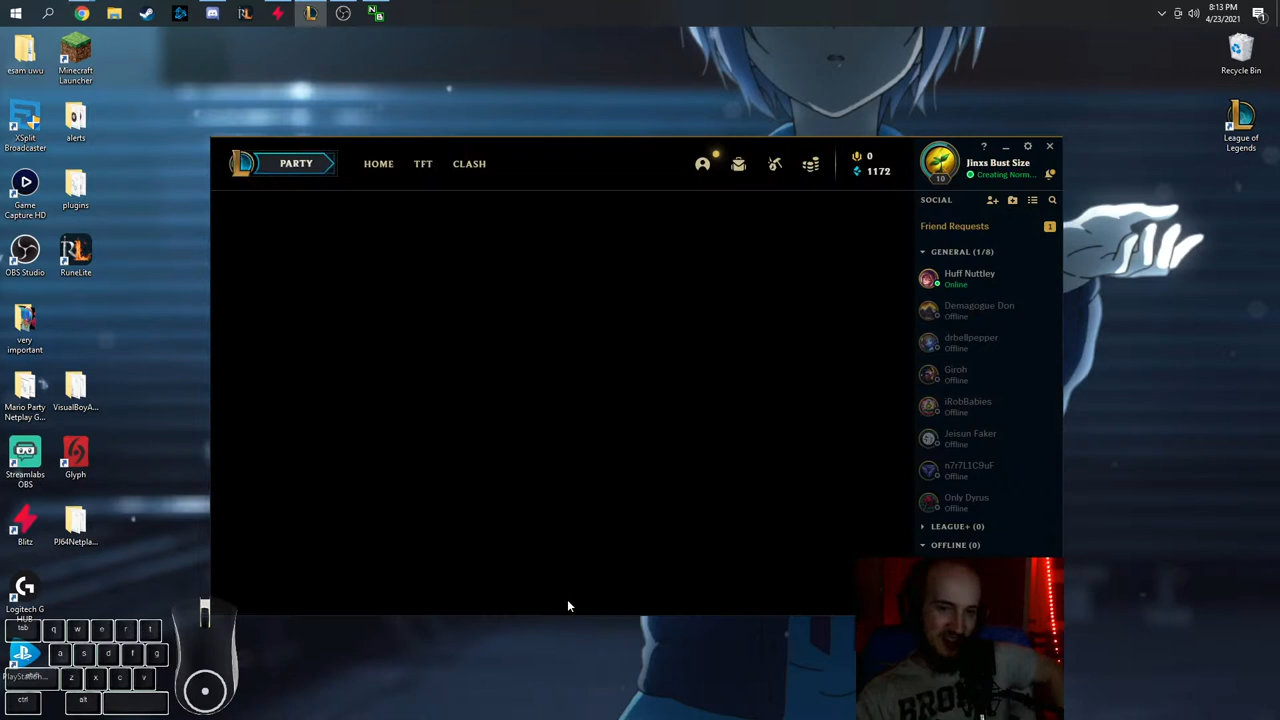 8:13 PM
4/23/2021
esam uwu
Minecraft
Launcher
Recycle Bin
XSplit
Broadcaster
alerts
League of
Legends
PARTY
HOME
TFT
CLASH
0
1172
?
Jinxs Bust Size
Creating Norm...
10
SOCIAL
Friend Requests
1
GENERAL (1/8)
Huff Nuttley
Online
Demagogue Don
Offline
drbellpepper
Offline
Giroh
Offline
iRobBabies
Offline
Jeisun Faker
Offline
n7r7L1C9uF
Offline
Only Dyrus
Offline
LEAGUE+ (0)
OFFLINE (0)
Game
Capture HD
plugins
OBS Studio
RuneLite
very
important
Mario Party
Netplay G...
VisualBoyA...
Streamlabs
OBS
Glyph
Blitz
PJ64Netpla...
Logitech G
HUB
tab
q
w
e
r
t
a
s
d
f
g
PlayStation...
z
x
c
v
ctrl
alt